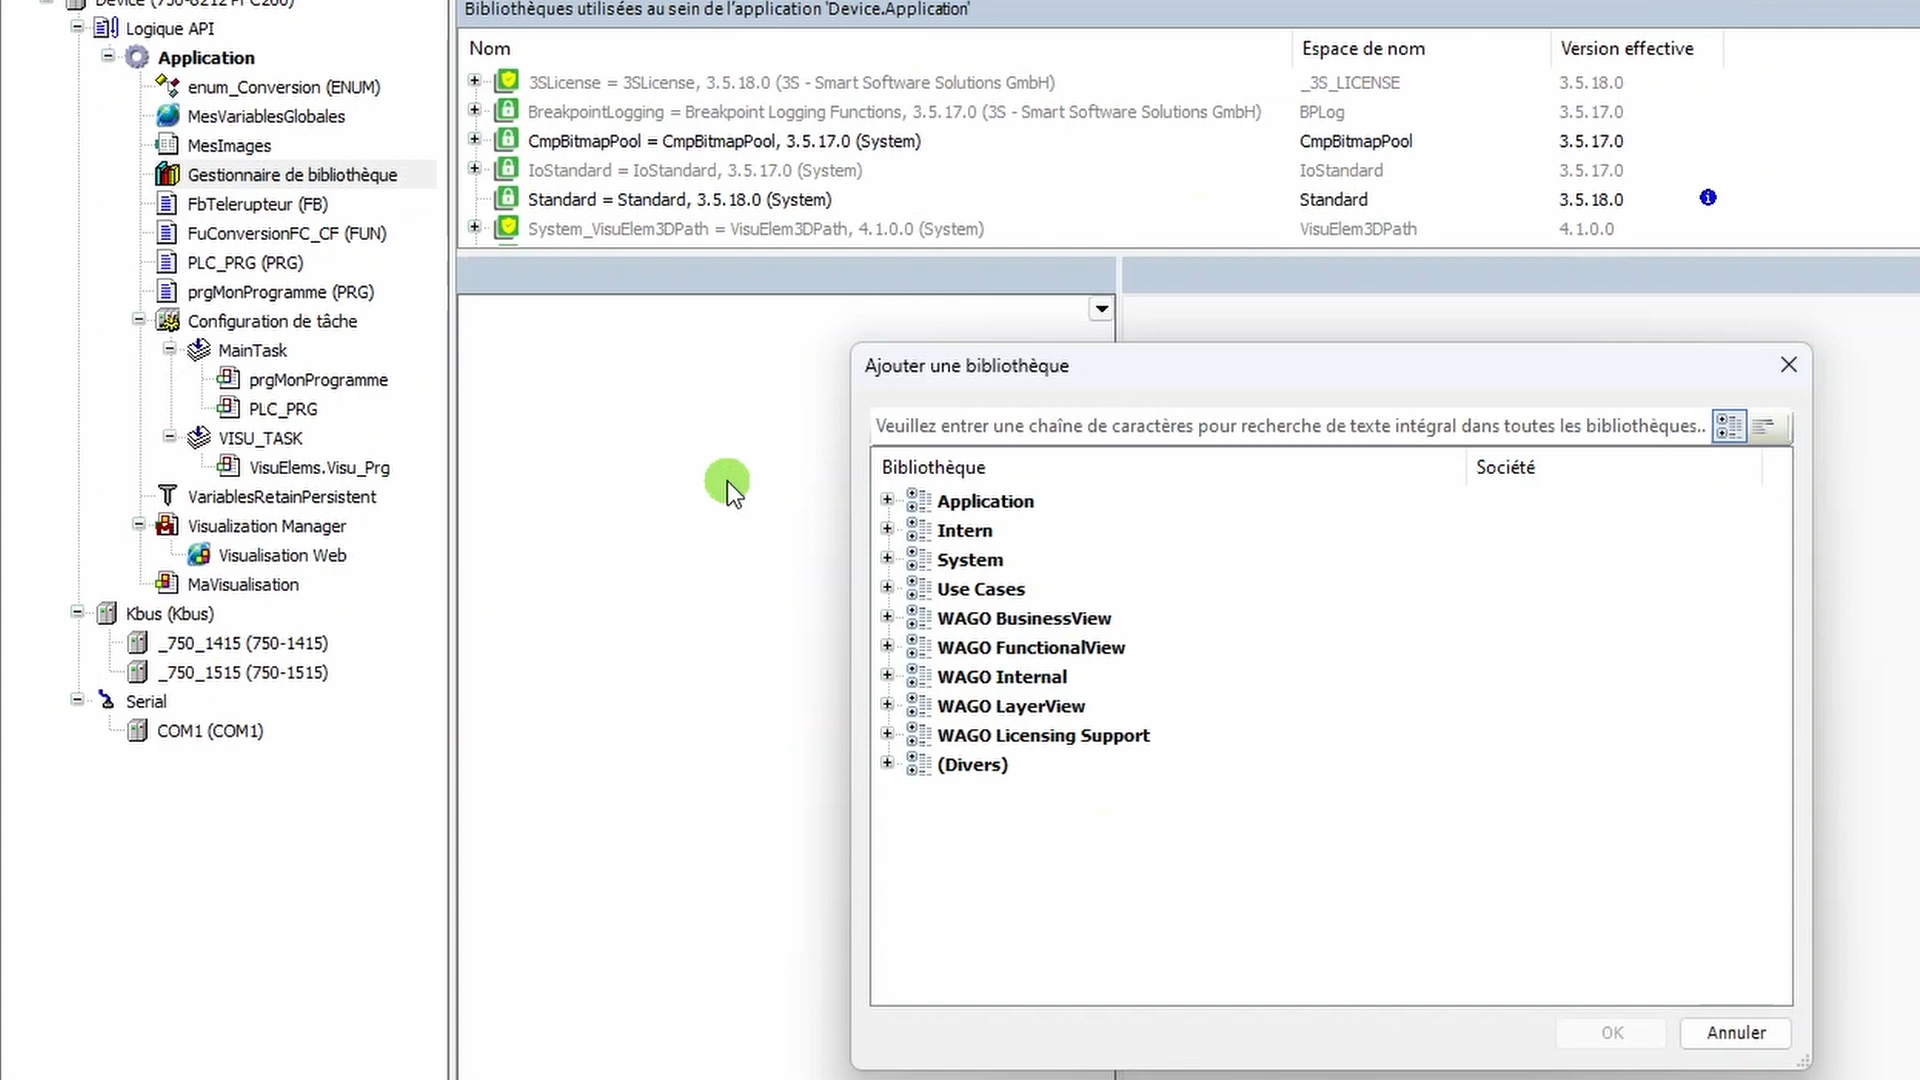 Device (750-8212 PFC200)
Logique API
Application
enum_Conversion (ENUM)
MesVariablesGlobales
MesImages
Gestionnaire de bibliothèque
FbTelerupteur (FB)
FuConversionFC_CF (FUN)
PLC_PRG (PRG)
prgMonProgramme (PRG)
Configuration de tâche
MainTask
prgMonProgramme
PLC_PRG
VISU_TASK
VisuElems.Visu_Prg
VariablesRetainPersistent
Visualization Manager
Visualisation Web
MaVisualisation
Kbus (Kbus)
_750_1415 (750-1415)
_750_1515 (750-1515)
Serial
COM1 (COM1)
Bibliothèques utilisées au sein de l'application 'Device.Application'
Nom Espace de nom Version effective
3SLicense = 3SLicense, 3.5.18.0 (3S - Smart Software Solutions GmbH) _3S_LICENSE 3.5.18.0
BreakpointLogging = Breakpoint Logging Functions, 3.5.17.0 (3S - Smart Software Solutions GmbH) BPLog 3.5.17.0
CmpBitmapPool = CmpBitmapPool, 3.5.17.0 (System) CmpBitmapPool 3.5.17.0
IoStandard = IoStandard, 3.5.17.0 (System) IoStandard 3.5.17.0
Standard = Standard, 3.5.18.0 (System) Standard 3.5.18.0
System_VisuElem3DPath = VisuElem3DPath, 4.1.0.0 (System) VisuElem3DPath 4.1.0.0
Ajouter une bibliothèque
Veuillez entrer une chaîne de caractères pour recherche de texte intégral dans toutes les bibliothèques..
Bibliothèque Société
Application
Intern
System
Use Cases
WAGO BusinessView
WAGO FunctionalView
WAGO Internal
WAGO LayerView
WAGO Licensing Support
(Divers)
OK Annuler